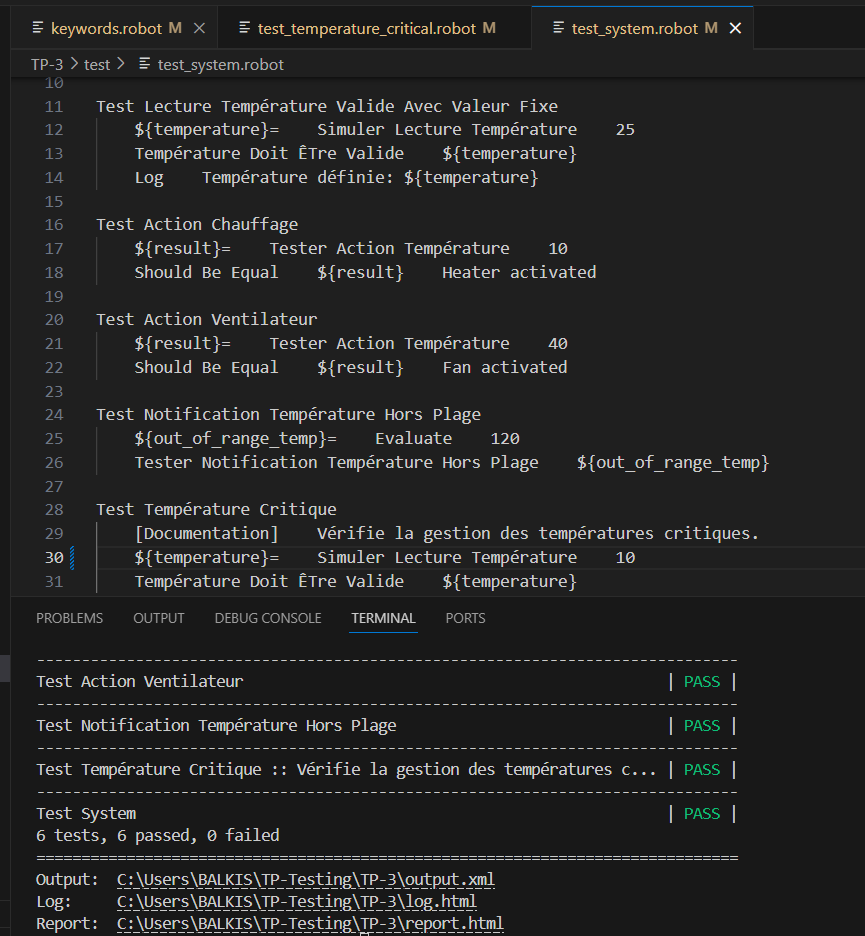 keywords.robot M
test_temperature_critical.robot M
test_system.robot M
TP-3 > test > test_system.robot
10
11 Test Lecture Température Valide Avec Valeur Fixe
12 ${temperature}=    Simuler Lecture Température    25
13 Température Doit ÊTre Valide    ${temperature}
14 Log    Température définie: ${temperature}
15
16 Test Action Chauffage
17 ${result}=    Tester Action Température    10
18 Should Be Equal    ${result}    Heater activated
19
20 Test Action Ventilateur
21 ${result}=    Tester Action Température    40
22 Should Be Equal    ${result}    Fan activated
23
24 Test Notification Température Hors Plage
25 ${out_of_range_temp}=    Evaluate    120
26 Tester Notification Température Hors Plage    ${out_of_range_temp}
27
28 Test Température Critique
29 [Documentation]    Vérifie la gestion des températures critiques.
30 ${temperature}=    Simuler Lecture Température    10
31 Température Doit ÊTre Valide    ${temperature}
PROBLEMS OUTPUT DEBUG CONSOLE TERMINAL PORTS
------------------------------------------------------------------------------
Test Action Ventilateur | PASS |
------------------------------------------------------------------------------
Test Notification Température Hors Plage | PASS |
------------------------------------------------------------------------------
Test Température Critique :: Vérifie la gestion des températures c... | PASS |
------------------------------------------------------------------------------
Test System | PASS |
6 tests, 6 passed, 0 failed
==============================================================================
Output:  C:\Users\BALKIS\TP-Testing\TP-3\output.xml
Log:     C:\Users\BALKIS\TP-Testing\TP-3\log.html
Report:  C:\Users\BALKIS\TP-Testing\TP-3\report.html